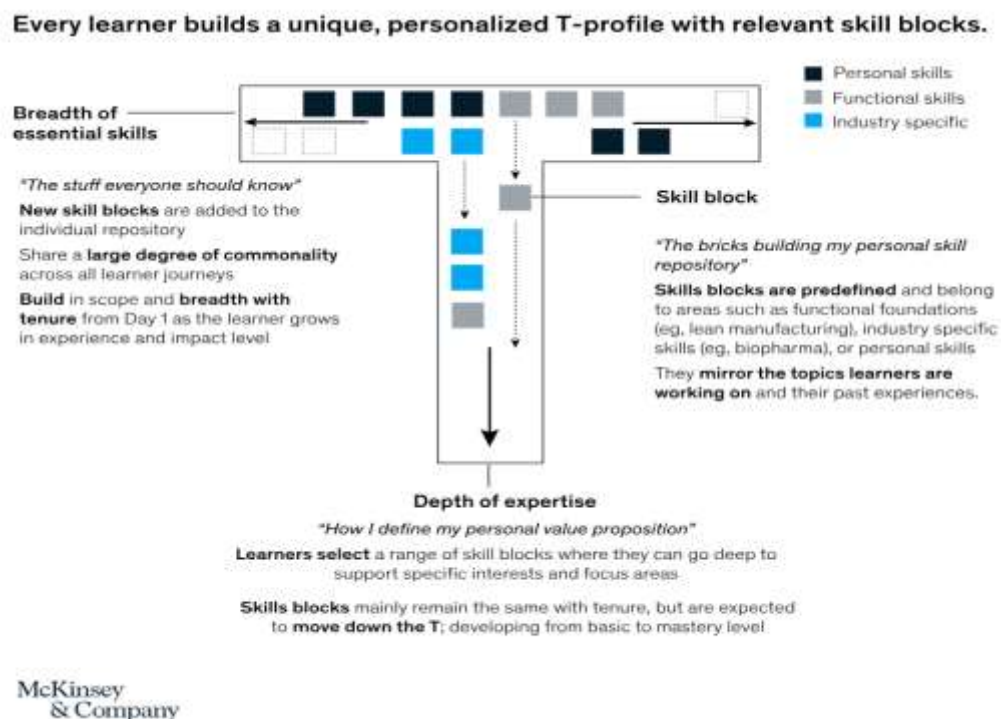 Every learner builds a unique, personalized T-profile with relevant skill blocks.
Personal skills
Functional skills
Industry specific
Breadth of
essential skills
"The stuff everyone should know"
New skill blocks are added to the
individual repository
Share a large degree of commonality
across all learner journeys
Build in scope and breadth with
tenure from Day 1 as the learner grows
in experience and impact level
Skill block
"The bricks building my personal skill
repository"
Skills blocks are predefined and belong
to areas such as functional foundations
(eg, lean manufacturing), industry specific
skills (eg, biopharma), or personal skills
They mirror the topics learners are
working on and their past experiences.
Depth of expertise
"How I define my personal value proposition"
Learners select a range of skill blocks where they can go deep to
support specific interests and focus areas
Skills blocks mainly remain the same with tenure, but are expected
to move down the T; developing from basic to mastery level
McKinsey
& Company